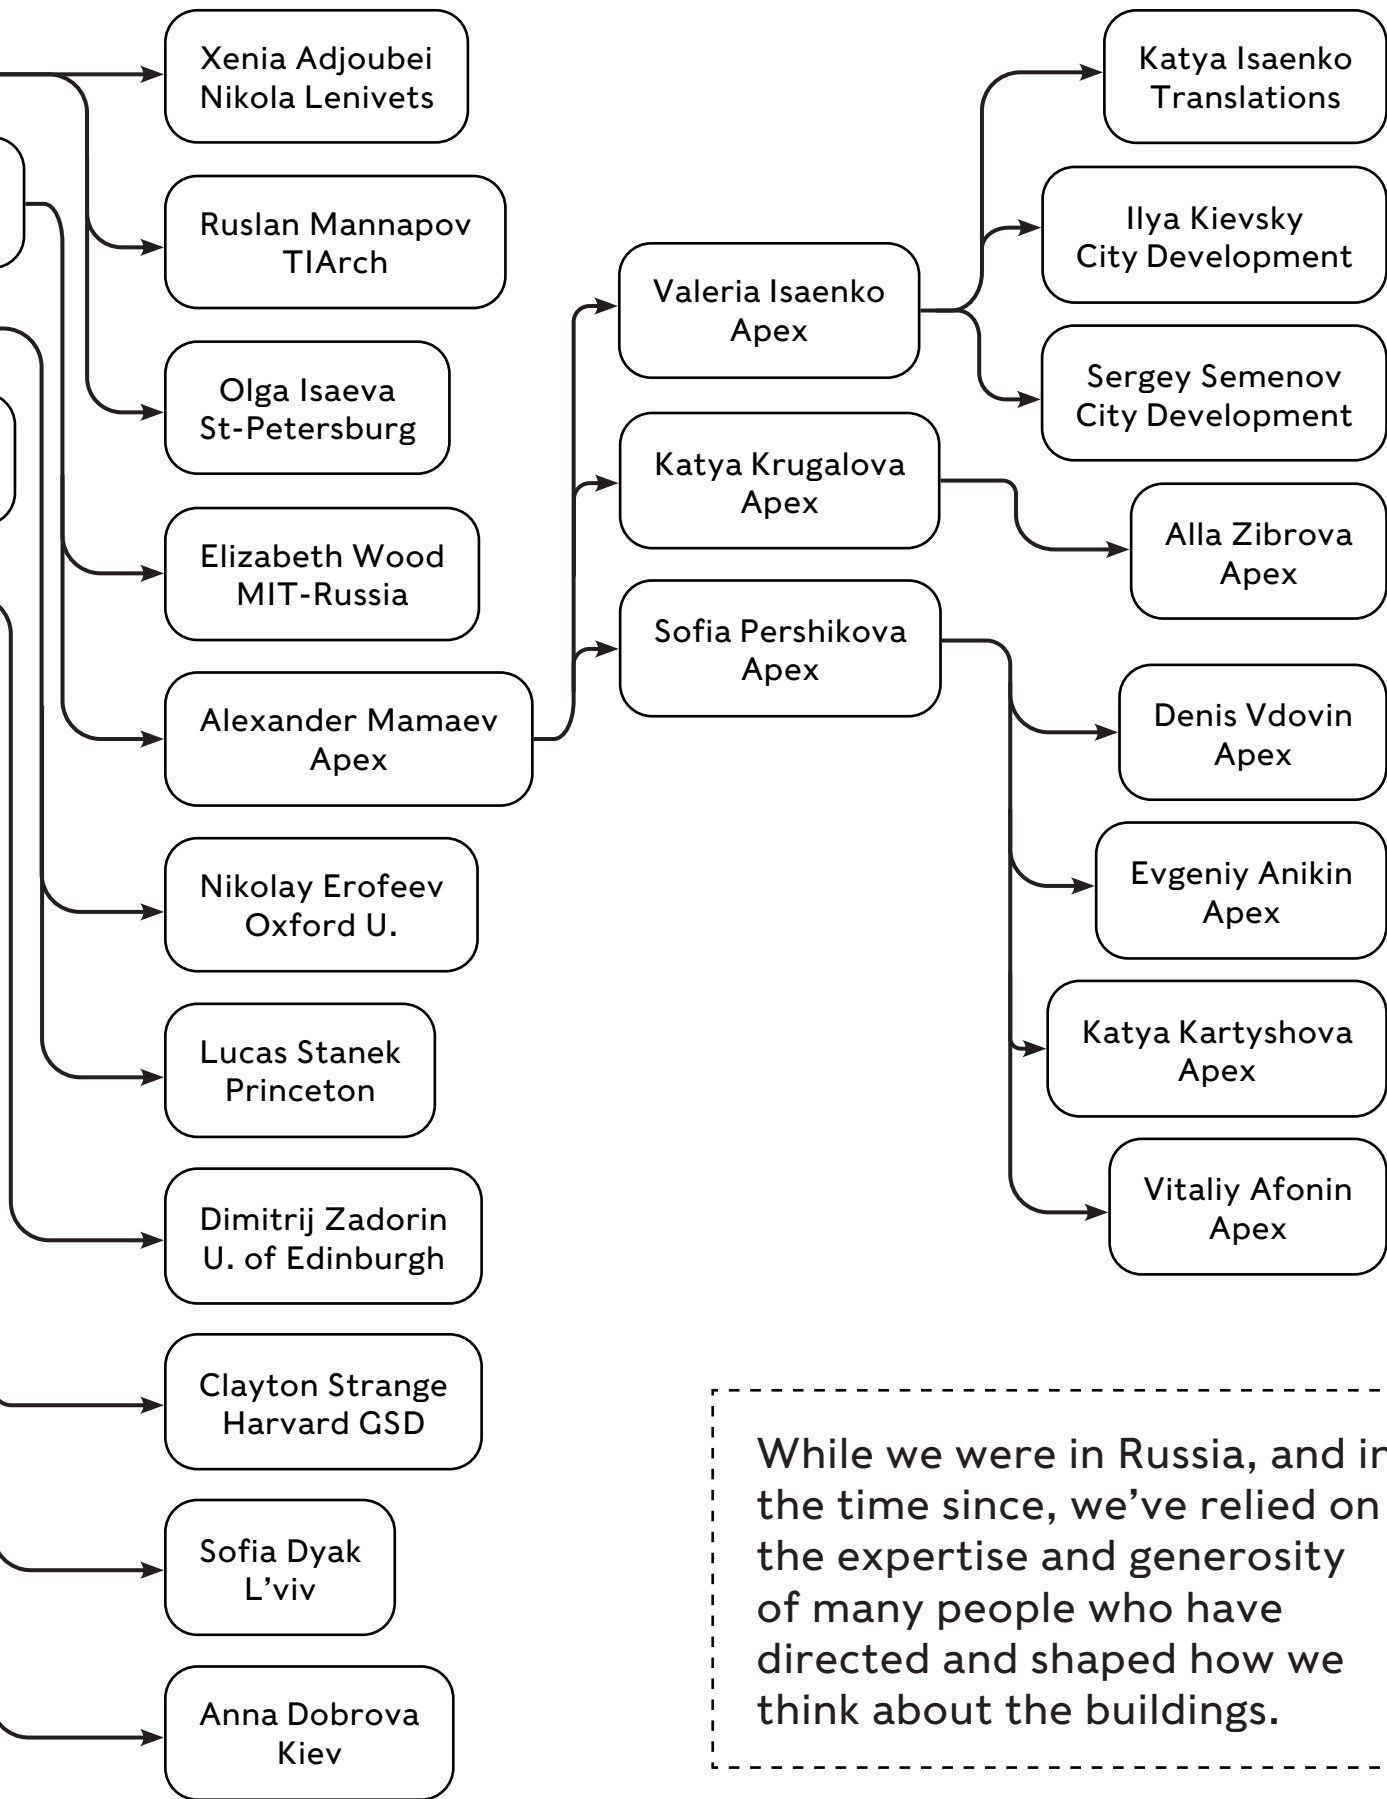 Xenia Adjoubei
Nikola Lenivets
Ruslan Mannapov
TIArch
Olga Isaeva
St-Petersburg
Elizabeth Wood
MIT-Russia
Alexander Mamaev
Apex
Nikolay Erofeev
Oxford U.
Lucas Stanek
Princeton
Dimitrij Zadorin
U. of Edinburgh
Clayton Strange
Harvard GSD
Sofia Dyak
L’viv
Anna Dobrova
Kiev
Valeria Isaenko
Apex
Katya Krugalova
Apex
Sofia Pershikova
Apex
Katya Isaenko
Translations
Ilya Kievsky
City Development
Sergey Semenov
City Development
Alla Zibrova
Apex
Denis Vdovin
Apex
Evgeniy Anikin
Apex
Katya Kartyshova
Apex
Vitaliy Afonin
Apex
While we were in Russia, and in
the time since, we’ve relied on
the expertise and generosity
of many people who have
directed and shaped how we
think about the buildings.